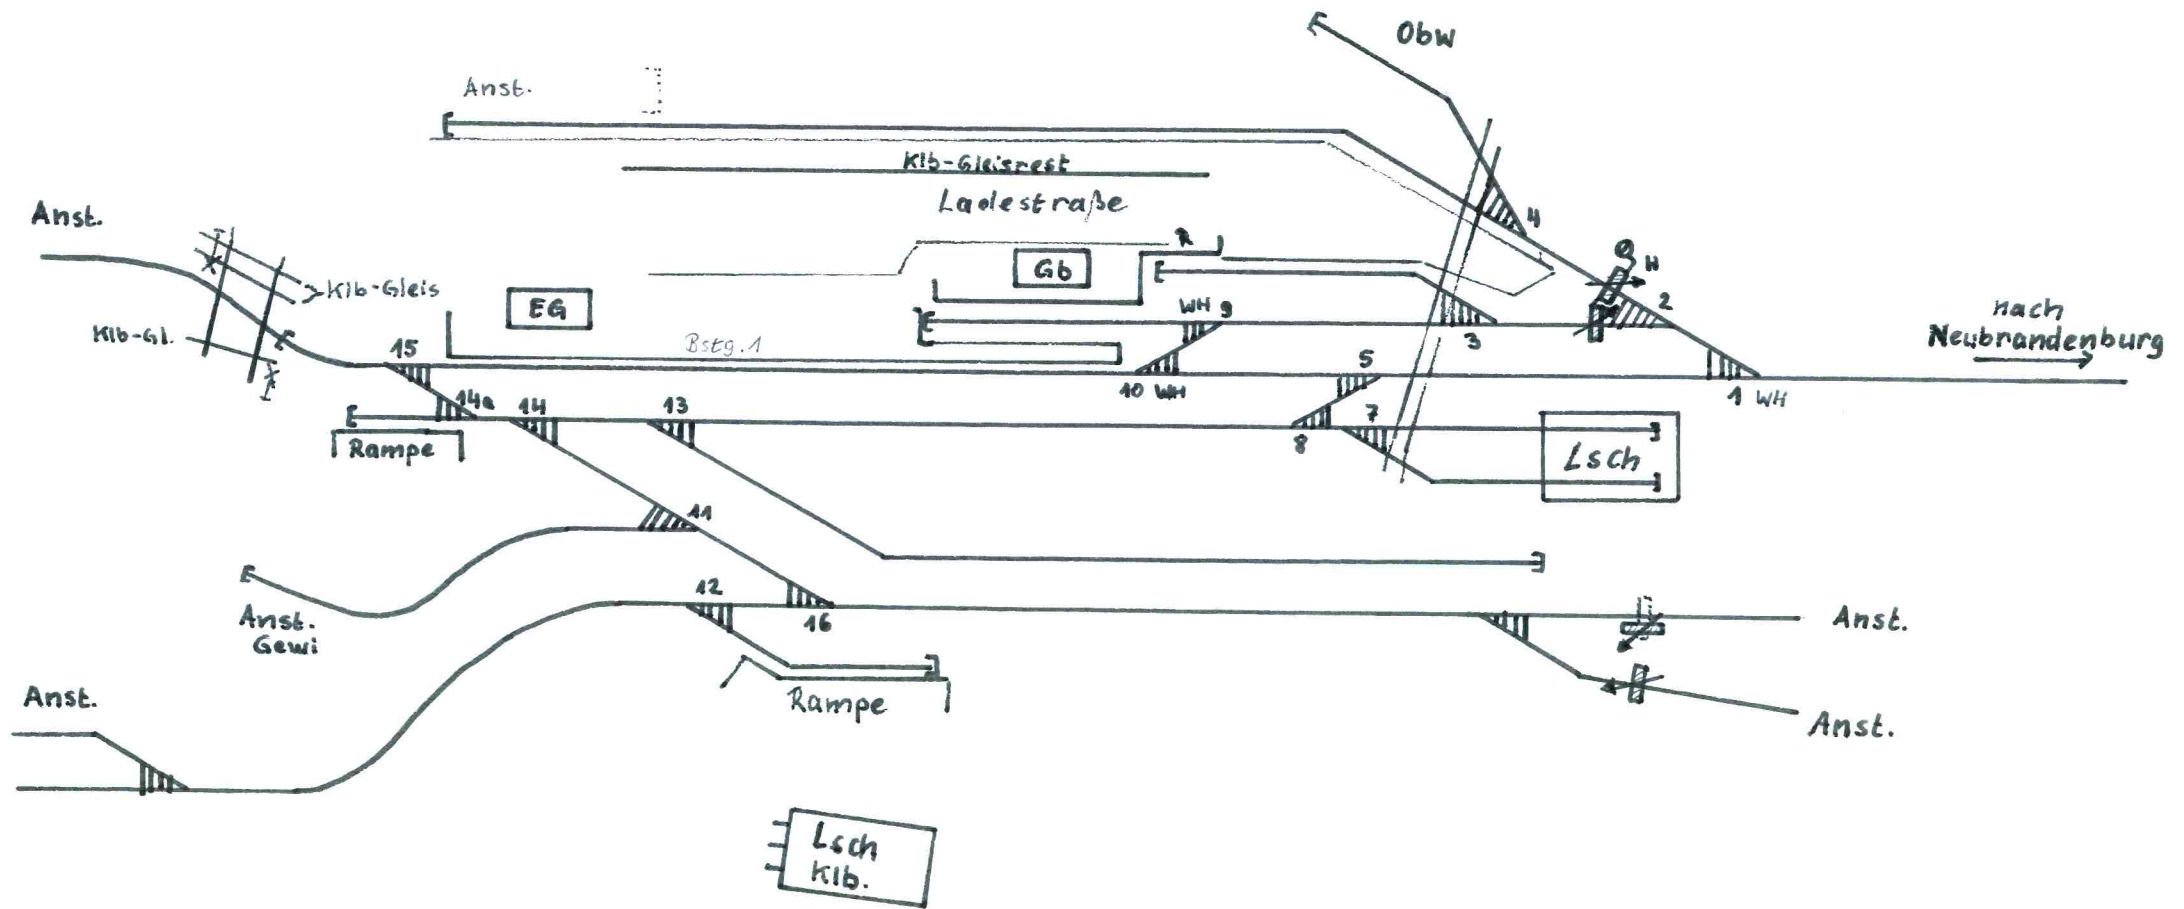 Obw
Anst.
Klb-Gleisrest
Ladestraße
Anst.
4
R
H
Gb
2
Klb-Gleis
EG
WH 9
nach
Neubrandenburg
Klb-Gl.
Bstg. 1
3
15
5
10 WH
1 WH
14a
14
13
7
8
Rampe
Lsch
11
Anst.
Gewi
12
16
Anst.
Rampe
Anst.
Anst.
Lsch
Klb.